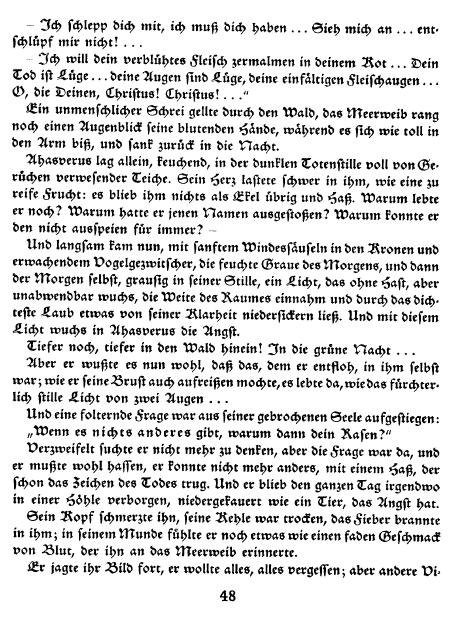 – Ich schlepp dich mit, ich muß dich haben ... Sieh mich an ... ent-
schlüpf mir nicht! ...
– Ich will dein verblühtes Fleisch zermalmen in deinem Rot ... Dein
Tod ist Lüge ... deine Augen sind Lüge, deine einfältigen Fleischaugen ...
O, die Deinen, Christus! Christus! ...“
Ein unmenschlicher Schrei gellte durch den Wald, das Meerweib rang
noch einen Augenblick seine blutenden Hände, während es sich wie toll in
den Arm biß, und sank zurück in die Nacht.
Ahasverus lag allein, keuchend, in der dunklen Totenstille voll von Ge-
rüchen verwesender Teiche. Sein Herz lastete schwer in ihm, wie eine zu
reife Frucht: es blieb ihm nichts als Ekel übrig und Haß. Warum lebte
er noch? Warum hatte er jenen Namen ausgestoßen? Warum konnte er
den nicht ausspeien für immer? –
Und langsam kam nun, mit sanftem Windessäuseln in den Kronen und
erwachendem Vogelgezwitscher, die feuchte Graue des Morgens, und dann
der Morgen selbst, grausig in seiner Stille, ein Licht, das ohne Hast, aber
unabwendbar wuchs, die Weite des Raumes einnahm und durch das dich-
teste Laub etwas von seiner Klarheit niedersickern ließ. Und mit diesem
Licht wuchs in Ahasverus die Angst.
Tiefer noch, tiefer in den Wald hinein! In die grüne Nacht ...
Aber er wußte es nun wohl, daß das, dem er entfloh, in ihm selbst
war; wie er seine Brust auch aufreißen mochte, es lebte da, wie das fürchter-
lich stille Licht von zwei Augen ...
Und eine folternde Frage war aus seiner gebrochenen Seele aufgestiegen:
„Wenn es nichts anderes gibt, warum dann dein Rasen?“
Verzweifelt suchte er nicht mehr zu denken, aber die Frage war da, und
er mußte wohl hassen, er konnte nicht mehr anders, mit einem Haß, der
schon das Zeichen des Todes trug. Und er blieb den ganzen Tag irgendwo
in einer Höhle verborgen, niedergekauert wie ein Tier, das Angst hat.
Sein Kopf schmerzte ihn, seine Kehle war trocken, das Fieber brannte
in ihm; in seinem Munde fühlte er noch etwas wie einen faden Geschmack
von Blut, der ihn an das Meerweib erinnerte.
Er jagte ihr Bild fort, er wollte alles, alles vergessen; aber andere Vi-
48